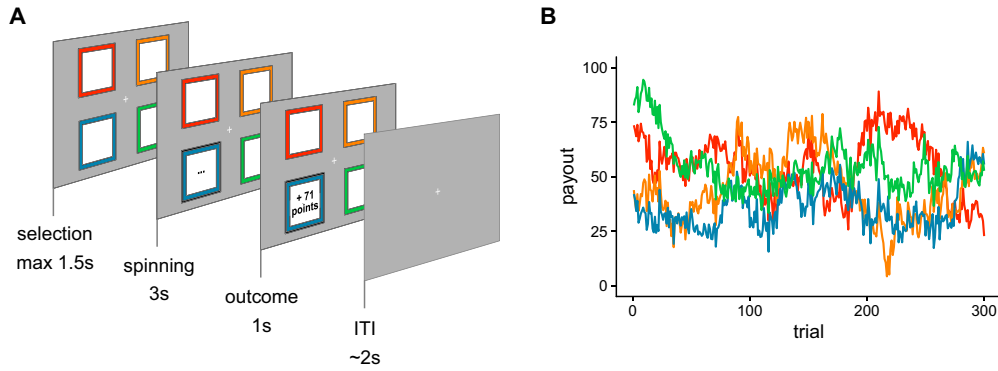 A
...
+ 71
points
selection
max 1.5s
spinning
3s
outcome
1s
ITI
~2s
B
payout
100
75
50
25
0
0
100
200
300
trial